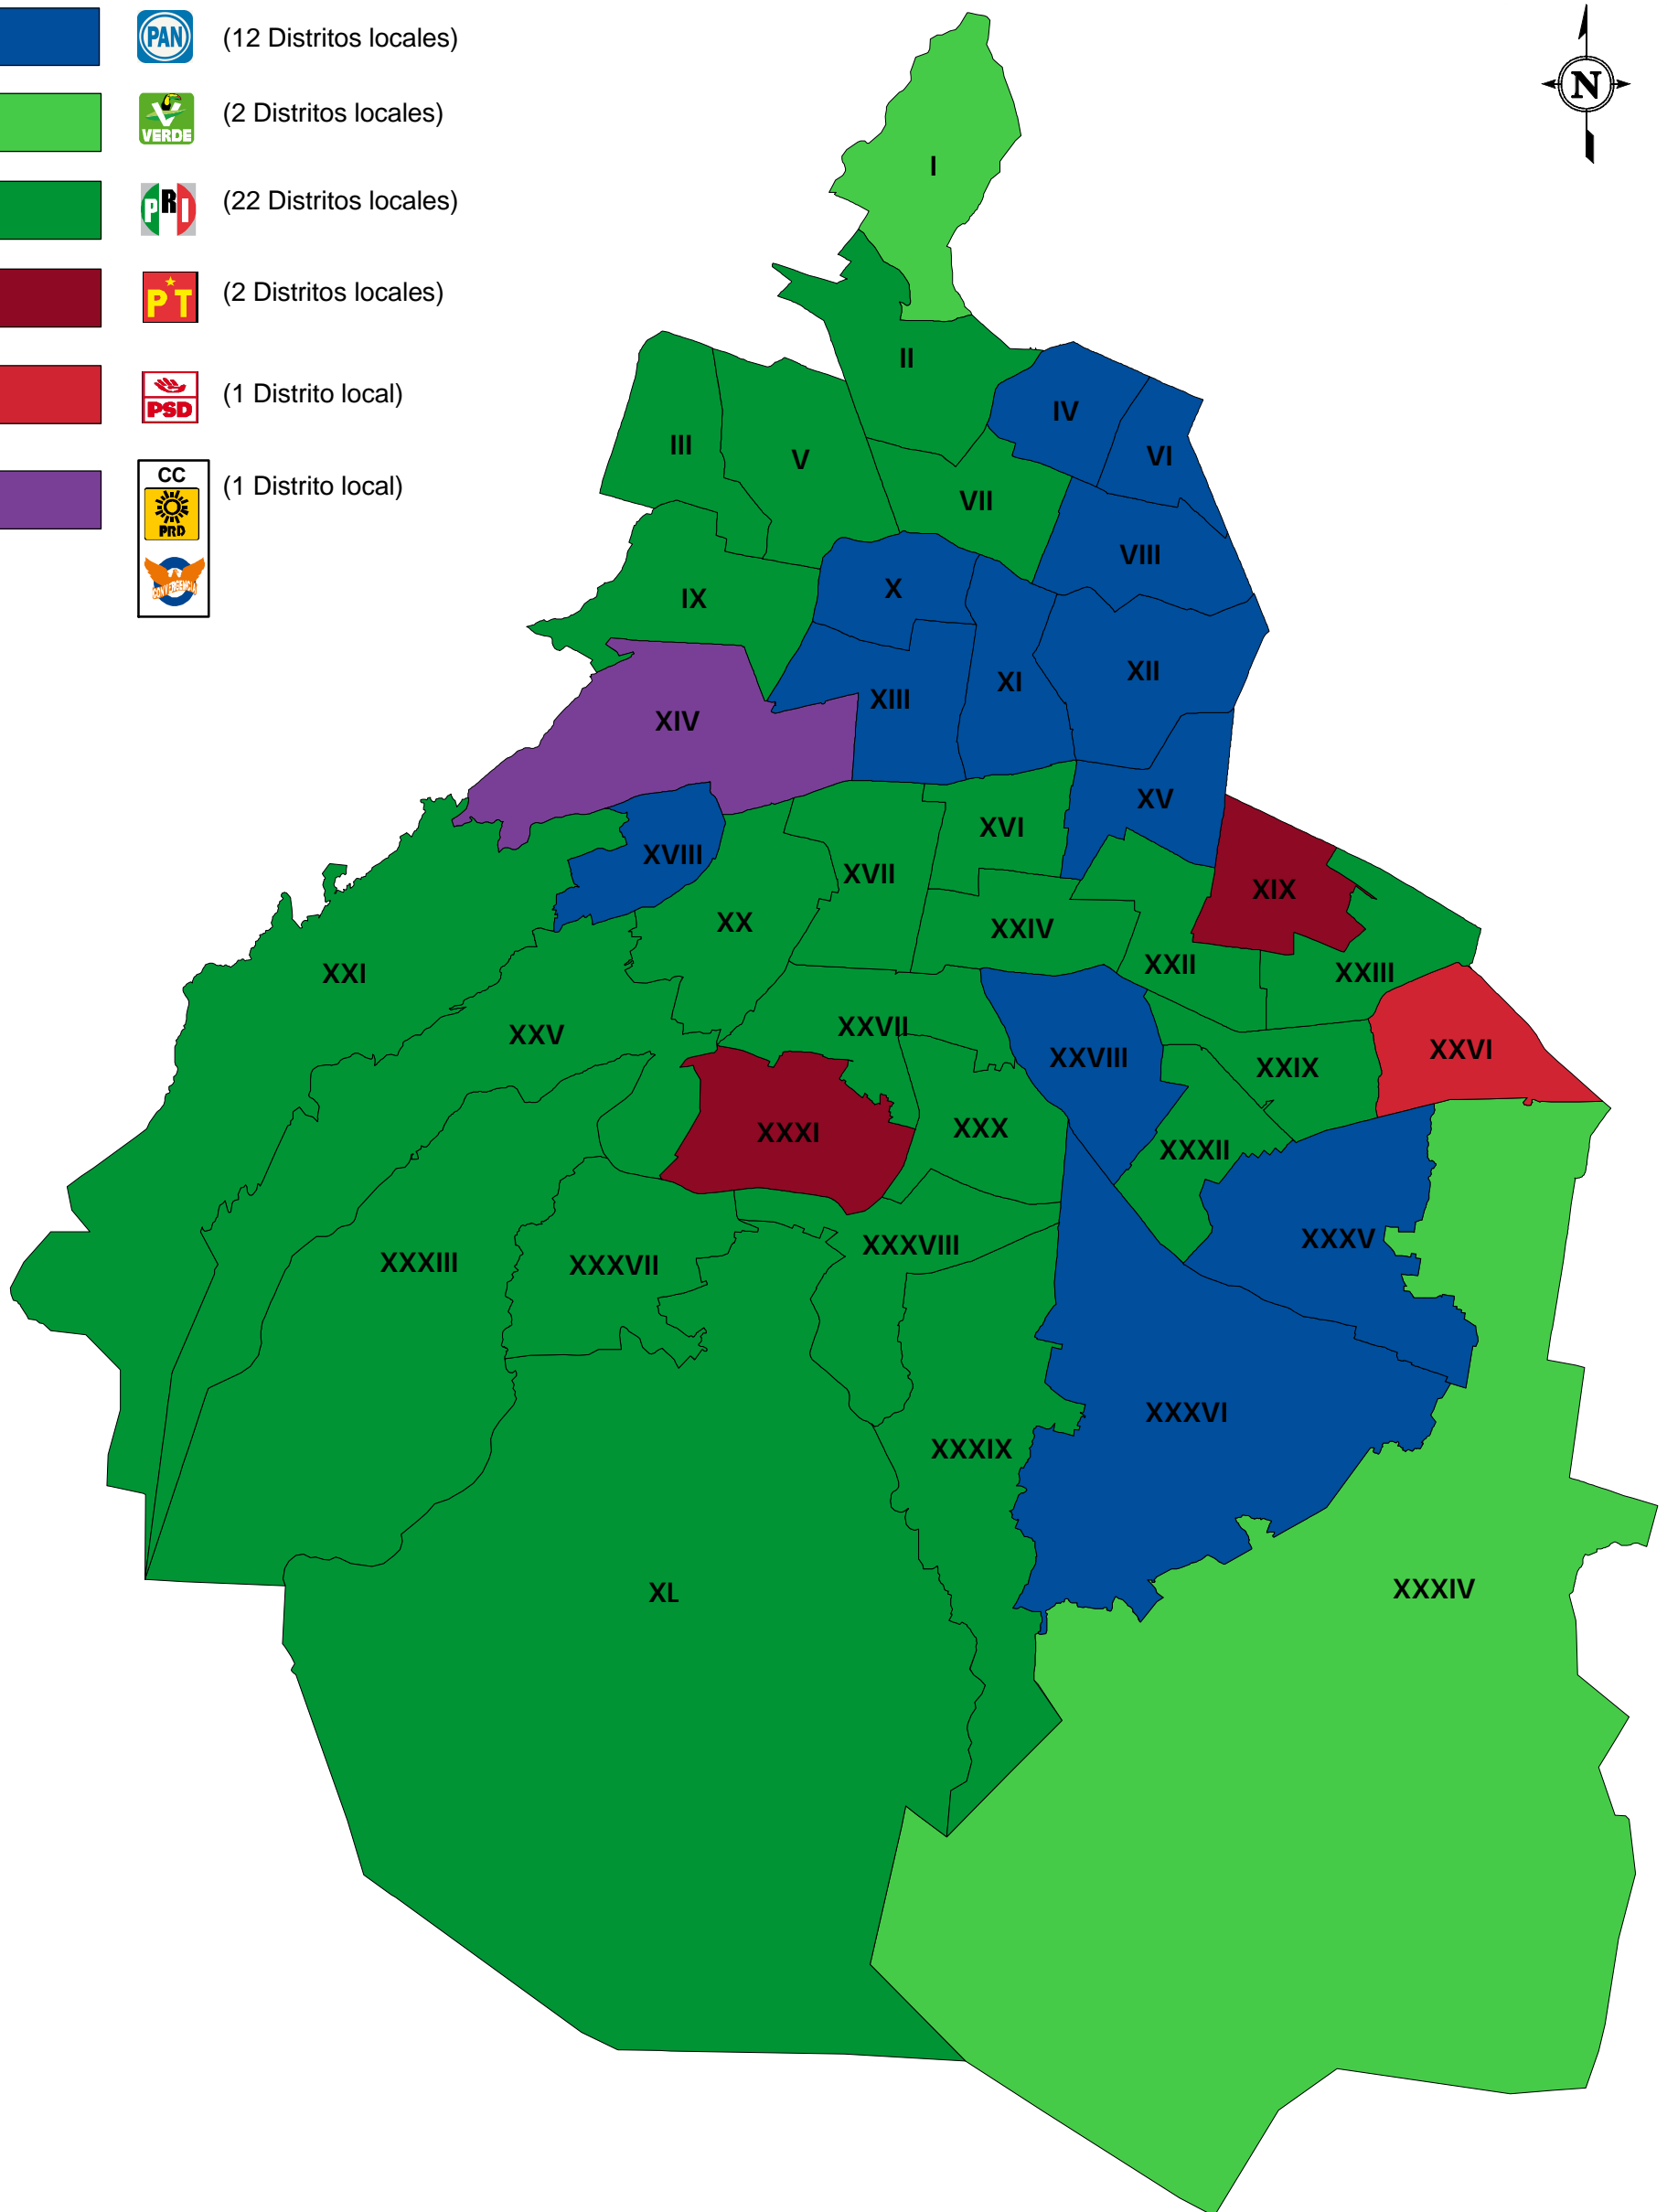 PAN (12 Distritos locales)
VERDE (2 Distritos locales)
PRI (22 Distritos locales)
PT (2 Distritos locales)
PSD (1 Distrito local)
CC (1 Distrito local)
PRD
CONVERGENCIA
N
I
II
IV
III
V
VI
VII
VIII
X
IX
XII
XI
XIII
XIV
XV
XVI
XVIII
XVII
XIX
XX
XXIV
XXII
XXI
XXIII
XXVII
XXV
XXVI
XXVIII
XXIX
XXX
XXXI
XXXII
XXXV
XXXVIII
XXXIII
XXXVII
XXXVI
XXXIX
XXXIV
XL